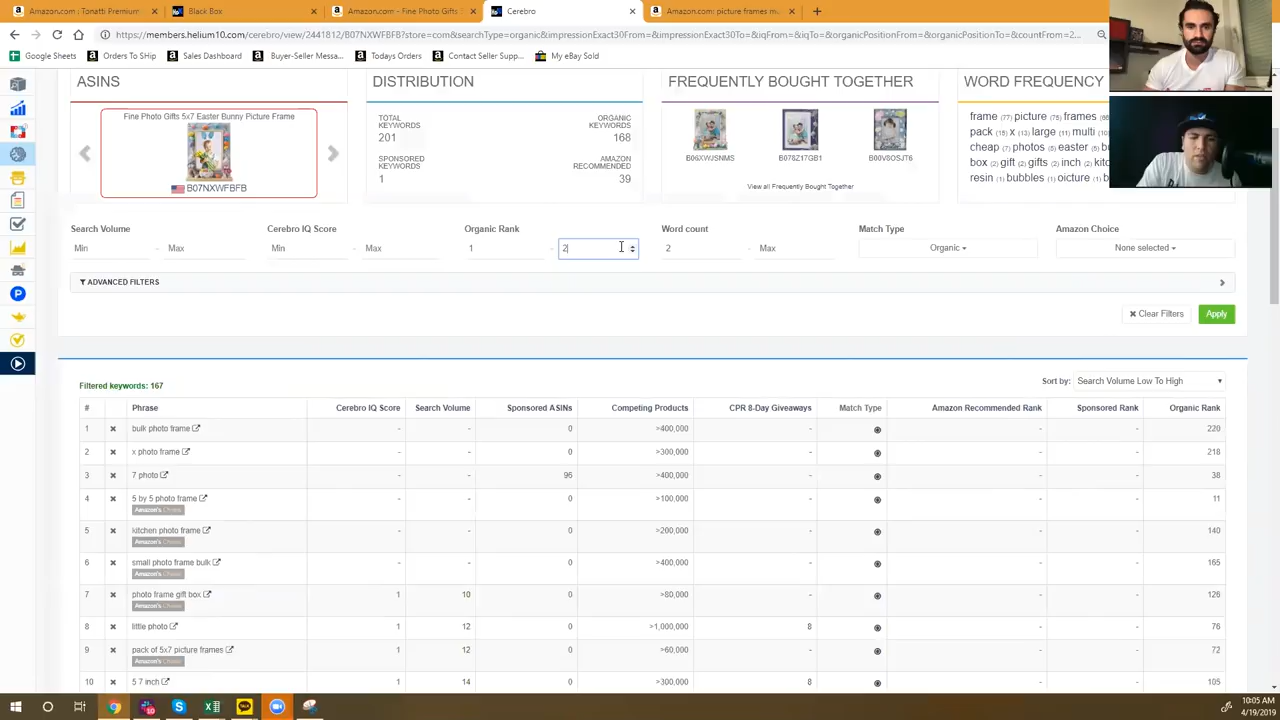 Amazon.com : Tonatti Premium
Black Box
Amazon.com - Fine Photo Gifts
Cerebro
Amazon.com: picture frames mu
https://members.helium10.com/cerebro/view/2441812/B07NXWFBFB?store=com&searchType=organic&impressionExact30From=&impressionExact30To=&iqFrom=&iqTo=&organicPositionFrom=&organicPositionTo=&countFrom=2...
Google Sheets Orders To SHip Sales Dashboard Buyer-Seller Messa... Todays Orders Contact Seller Supp... My eBay Sold
ASINS DISTRIBUTION FREQUENTLY BOUGHT TOGETHER WORD FREQUENCY
Fine Photo Gifts 5x7 Easter Bunny Picture Frame
B07NXWFBFB
TOTAL KEYWORDS
201
ORGANIC KEYWORDS
168
SPONSORED KEYWORDS
1
AMAZON RECOMMENDED
39
B06XWJSNMS B078Z17GB1 B00V8OSJT6
View all Frequently Bought Together
frame (77) picture (75) frames
pack (15) x (13) large (11) multi
cheap (7) photos (6) easter (5)
box (2) gift (2) gifts (2) inch (2)
resin (1) bubbles (1) oicture (1)
Search Volume Cerebro IQ Score Organic Rank Word count Match Type Amazon Choice
Min - Max Min - Max 1 - 2 2 - Max Organic None selected
ADVANCED FILTERS
Clear Filters Apply
Filtered keywords: 167
Sort by: Search Volume Low To High
# Phrase Cerebro IQ Score Search Volume Sponsored ASINs Competing Products CPR 8-Day Giveaways Match Type Amazon Recommended Rank Sponsored Rank Organic Rank
1 bulk photo frame - - 0 >400,000 - - - 220
2 x photo frame - - 0 >300,000 - - - 218
3 7 photo - - 96 >400,000 - - - 38
4 5 by 5 photo frame - - 0 >100,000 - - - 11
Amazon's Choice
5 kitchen photo frame - - 0 >200,000 - - - 140
Amazon's Choice
6 small photo frame bulk - - 0 >400,000 - - - 165
Amazon's Choice
7 photo frame gift box 1 10 0 >80,000 - - - 126
Amazon's Choice
8 little photo 1 12 0 >1,000,000 8 - - 76
9 pack of 5x7 picture frames 1 12 0 >60,000 - - - 72
Amazon's Choice
10 5 7 inch 1 14 0 >300,000 8 - - 105
10:05 AM
4/19/2019